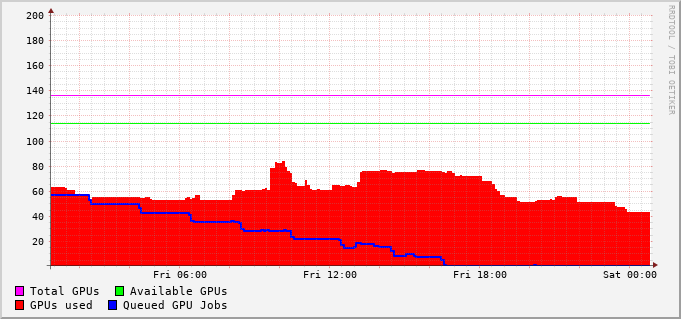 200
180
160
140
120
100
80
60
40
20
Fri 06:00 Fri 12:00 Fri 18:00 Sat 00:00
Total GPUs Available GPUs
GPUs used Queued GPU Jobs
RRDTOOL / TOBI OETIKER